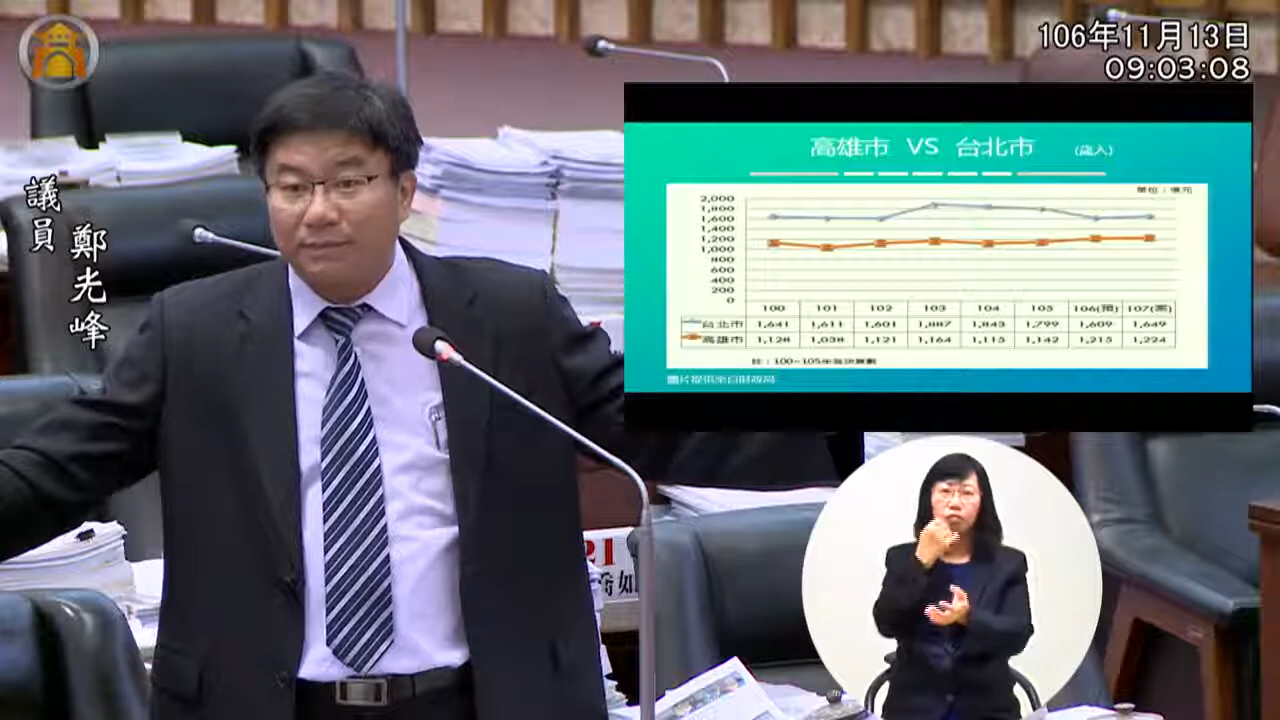 106年11月13日
09:03:08
議員
鄭光峰
高雄市 VS 台北市 (歲入)
單位：億元
2,000
1,800
1,600
1,400
1,200
1,000
800
600
400
200
0
100 101 102 103 104 105 106(預) 107(案)
台北市 1,641 1,611 1,601 1,887 1,843 1,799 1,609 1,649
高雄市 1,128 1,038 1,121 1,164 1,115 1,142 1,215 1,224
註：100~105年為決算數
圖片提供來自財政局
21
喬如